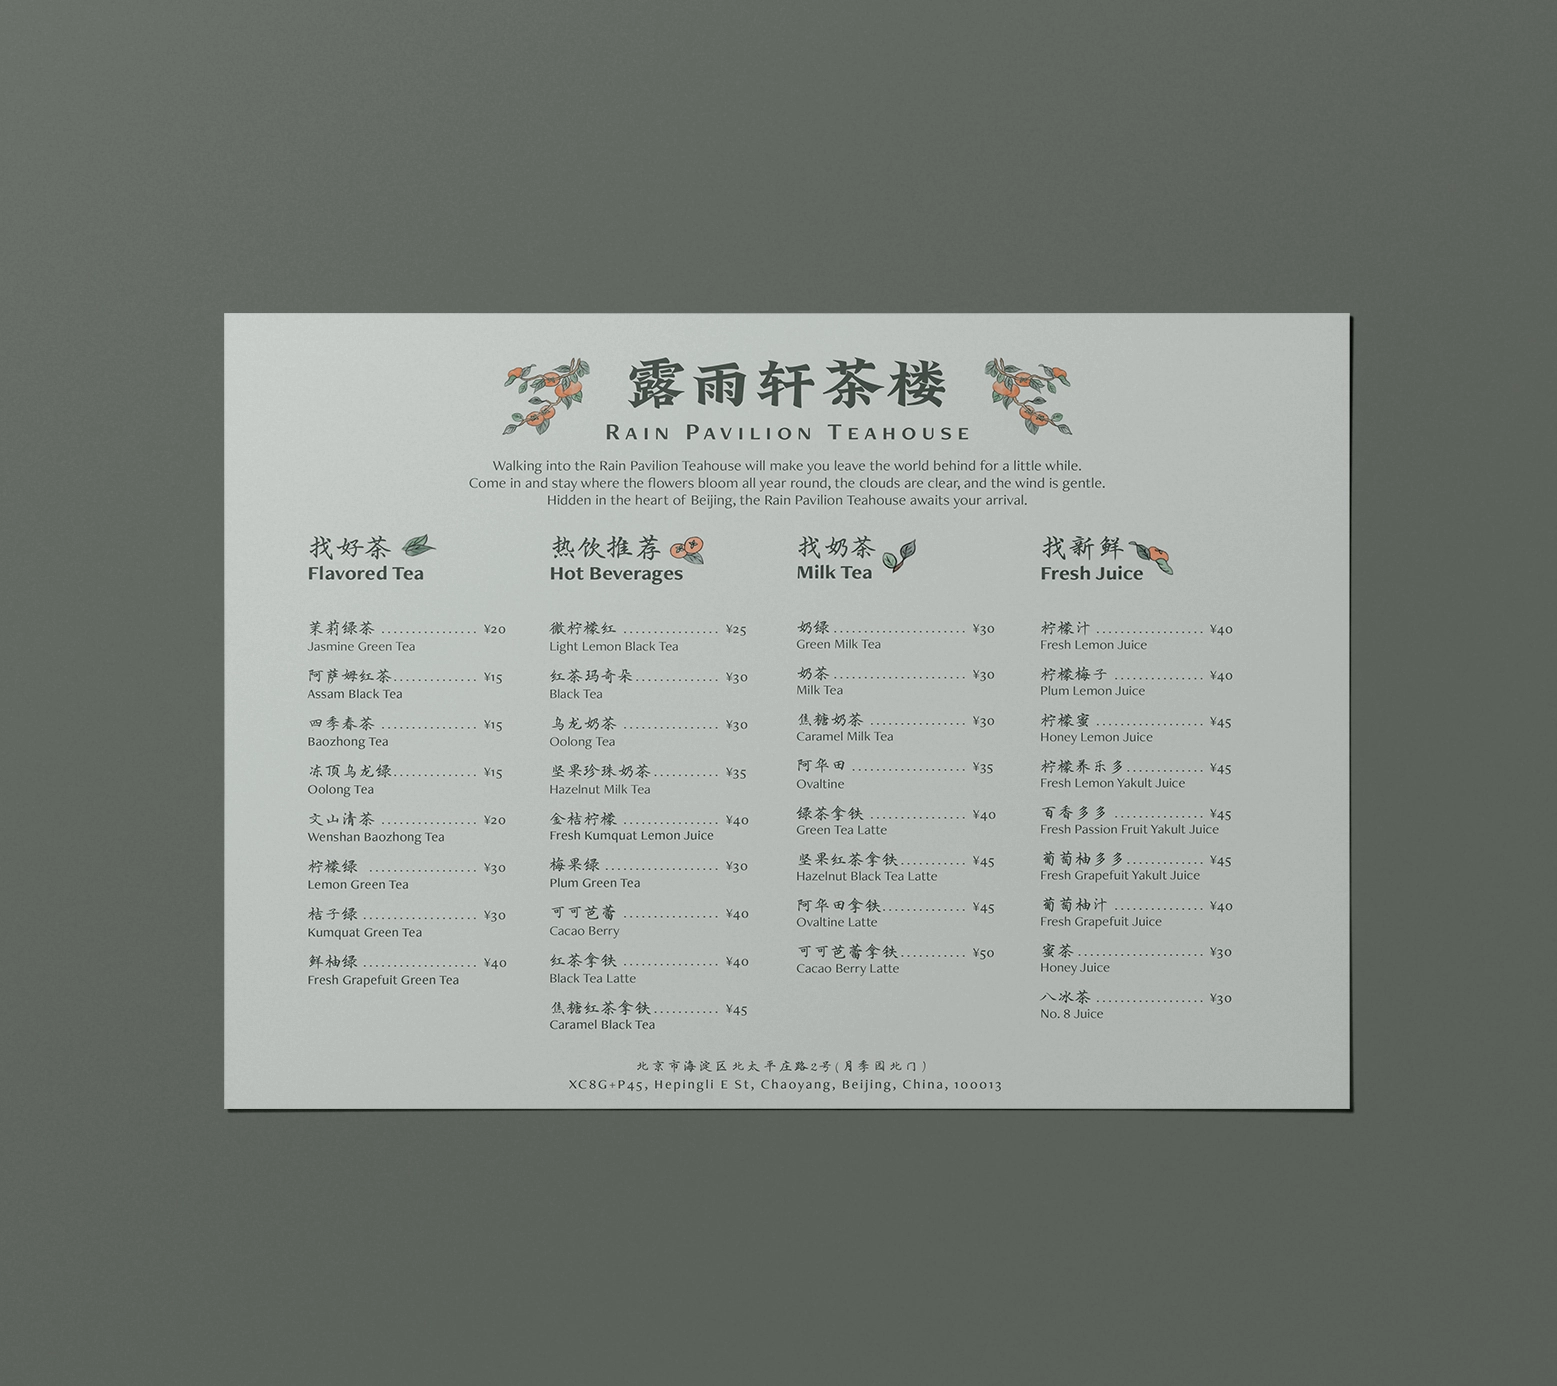 露雨轩茶楼
RAIN PAVILION TEAHOUSE
Walking into the Rain Pavilion Teahouse will make you leave the world behind for a little while.
Come in and stay where the flowers bloom all year round, the clouds are clear, and the wind is gentle.
Hidden in the heart of Beijing, the Rain Pavilion Teahouse awaits your arrival.
找好茶
Flavored Tea
茉莉绿茶 ................ ¥20
Jasmine Green Tea
阿萨姆红茶.............. ¥15
Assam Black Tea
四季春茶 ................ ¥15
Baozhong Tea
冻顶乌龙绿.............. ¥15
Oolong Tea
文山清茶 ................ ¥20
Wenshan Baozhong Tea
柠檬绿 .................. ¥30
Lemon Green Tea
桔子绿 ................... ¥30
Kumquat Green Tea
鲜柚绿 ................... ¥40
Fresh Grapefuit Green Tea
热饮推荐
Hot Beverages
微柠檬红 ................ ¥25
Light Lemon Black Tea
红茶玛奇朵.............. ¥30
Black Tea
乌龙奶茶 ................ ¥30
Oolong Tea
坚果珍珠奶茶........... ¥35
Hazelnut Milk Tea
金桔柠檬 ................ ¥40
Fresh Kumquat Lemon Juice
梅果绿 ................... ¥30
Plum Green Tea
可可芭蕾 ................ ¥40
Cacao Berry
红茶拿铁 ................ ¥40
Black Tea Latte
焦糖红茶拿铁........... ¥45
Caramel Black Tea
找奶茶
Milk Tea
奶绿...................... ¥30
Green Milk Tea
奶茶...................... ¥30
Milk Tea
焦糖奶茶 ................ ¥30
Caramel Milk Tea
阿华田 ................... ¥35
Ovaltine
绿茶拿铁 ................ ¥40
Green Tea Latte
坚果红茶拿铁........... ¥45
Hazelnut Black Tea Latte
阿华田拿铁.............. ¥45
Ovaltine Latte
可可芭蕾拿铁........... ¥50
Cacao Berry Latte
找新鲜
Fresh Juice
柠檬汁 .................. ¥40
Fresh Lemon Juice
柠檬梅子 ............... ¥40
Plum Lemon Juice
柠檬蜜 .................. ¥45
Honey Lemon Juice
柠檬养乐多............. ¥45
Fresh Lemon Yakult Juice
百香多多 ............... ¥45
Fresh Passion Fruit Yakult Juice
葡萄柚多多............. ¥45
Fresh Grapefuit Yakult Juice
葡萄柚汁 ............... ¥40
Fresh Grapefuit Juice
蜜茶..................... ¥30
Honey Juice
八冰茶 .................. ¥30
No. 8 Juice
北京市海淀区北太平庄路2号(月季园北门)
XC8G+P45, Hepingli E St, Chaoyang, Beijing, China, 100013